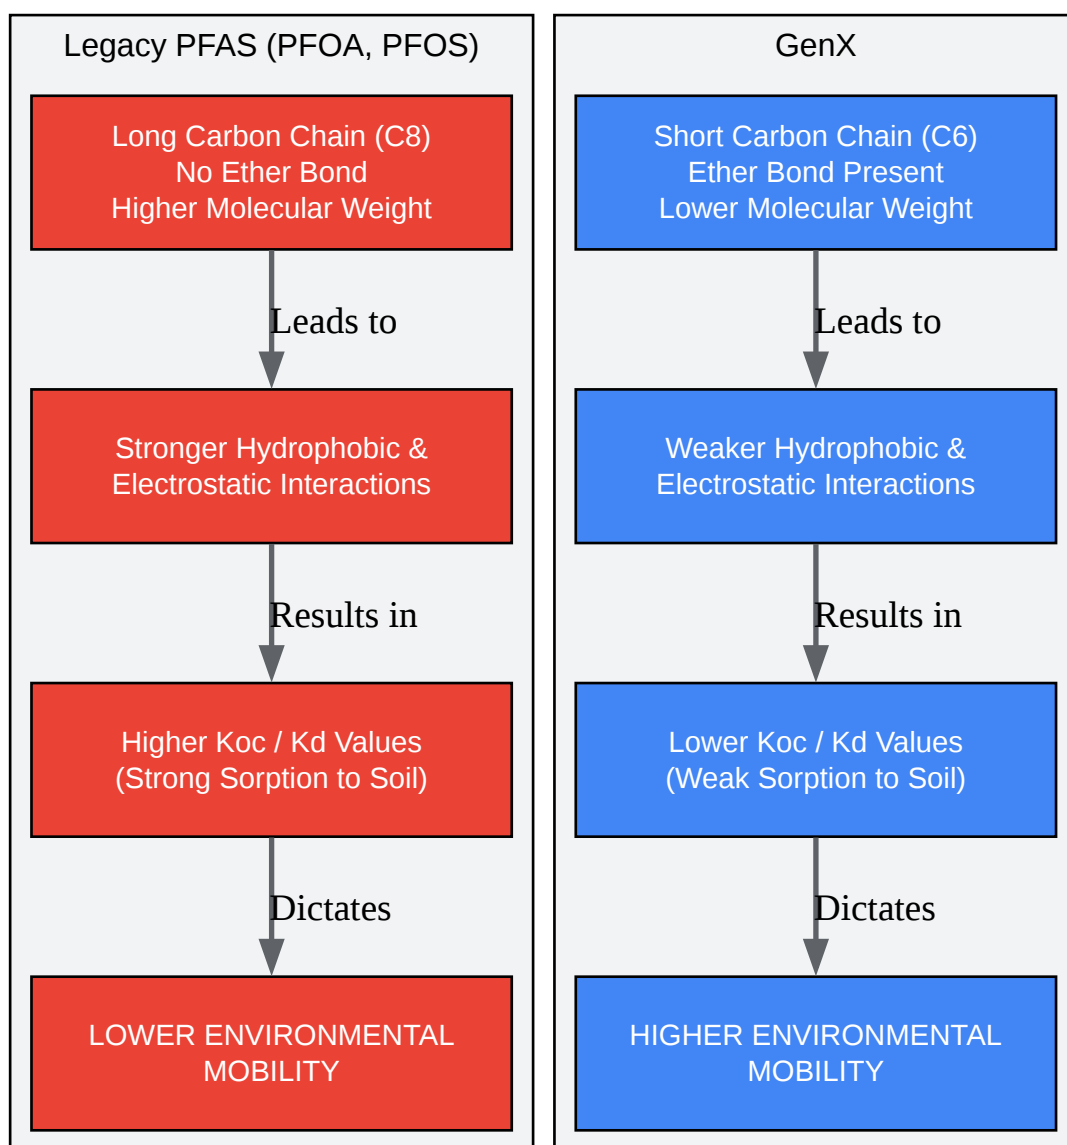 Legacy PFAS (PFOA, PFOS)
Long Carbon Chain (C8)
No Ether Bond
Higher Molecular Weight
Leads to
Stronger Hydrophobic &
Electrostatic Interactions
Results in
Higher Koc / Kd Values
(Strong Sorption to Soil)
Dictates
LOWER ENVIRONMENTAL
MOBILITY
GenX
Short Carbon Chain (C6)
Ether Bond Present
Lower Molecular Weight
Leads to
Weaker Hydrophobic &
Electrostatic Interactions
Results in
Lower Koc / Kd Values
(Weak Sorption to Soil)
Dictates
HIGHER ENVIRONMENTAL
MOBILITY